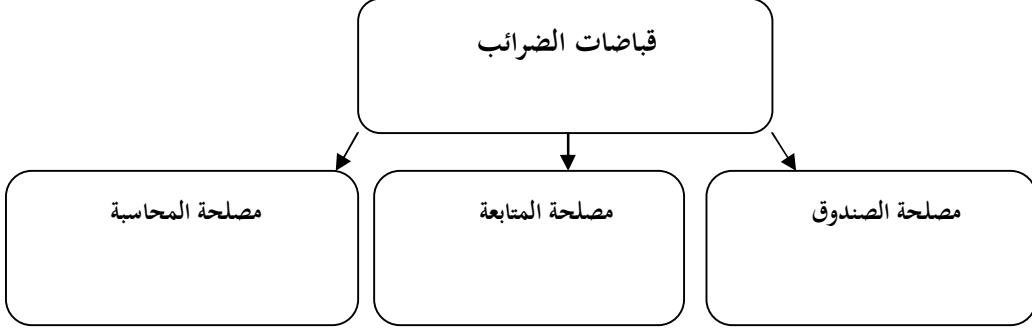 قباضات الضرائب
مصلحة الصندوق
مصلحة المتابعة
مصلحة المحاسبة